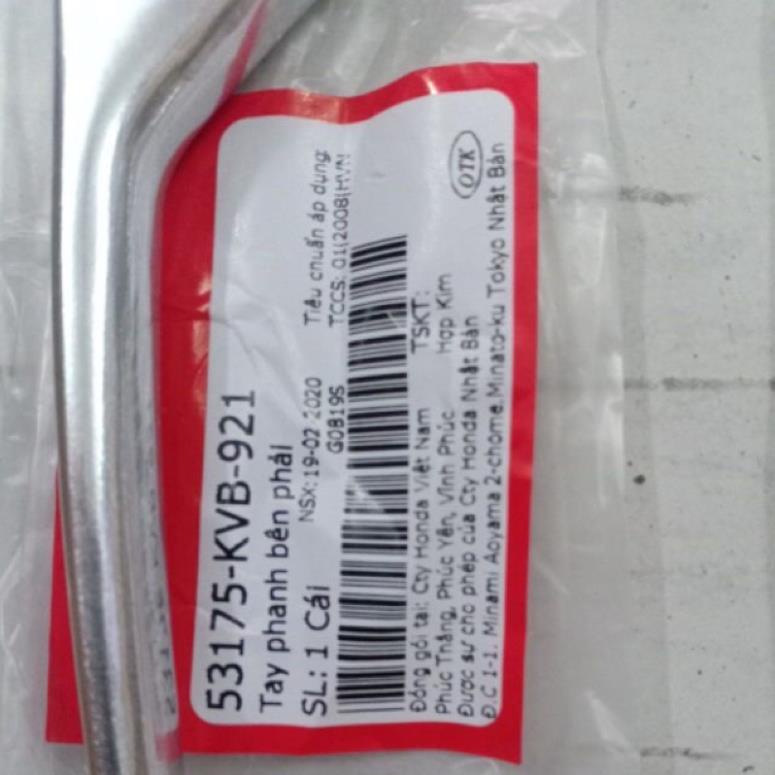 53175-KVB-921
Tay phanh bên phải
SL: 1 Cái
NSX: 19-02 2020
G0819S
Tiêu chuẩn áp dụng:
TCCS: 01(2008(HVN
Đóng gói tại: Cty Honda Việt Nam
Phúc Thắng, Phúc Yên, Vĩnh Phúc
TSKT:
Hợp Kim
Được sự cho phép của Cty Honda Nhật Bản
Đ.C 1-1. Minami Aoyama 2-chome.Minato-ku Tokyo Nhật Bản
QTK